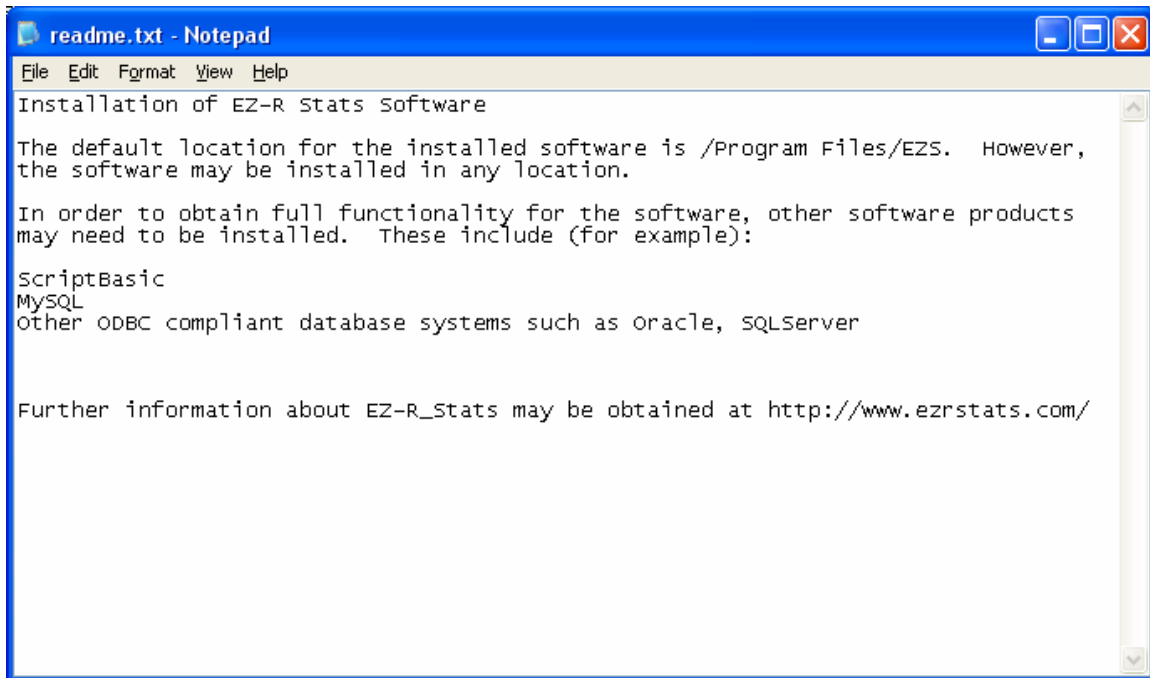 readme.txt - Notepad
File Edit Format View Help
Installation of EZ-R Stats Software
The default location for the installed software is /Program Files/EZS. However,
the software may be installed in any location.
In order to obtain full functionality for the software, other software products
may need to be installed. These include (for example):
ScriptBasic
MySQL
Other ODBC compliant database systems such as Oracle, SQLServer
Further information about EZ-R_Stats may be obtained at http://www.ezrstats.com/